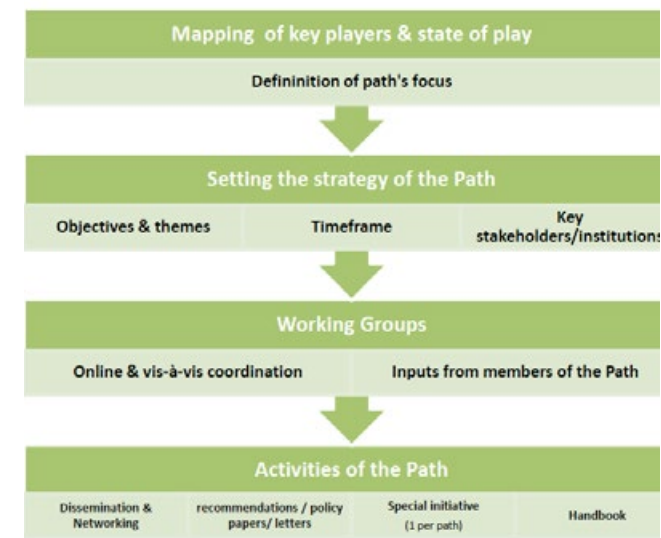 Mapping of key players & state of play
Defininition of path's focus
Setting the strategy of the Path
Objectives & themes
Timeframe
Key
stakeholders/institutions
Working Groups
Online & vis-à-vis coordination
Inputs from members of the Path
Activities of the Path
Dissemination &
Networking
recommendations / policy
papers/ letters
Special initiative
(1 per path)
Handbook